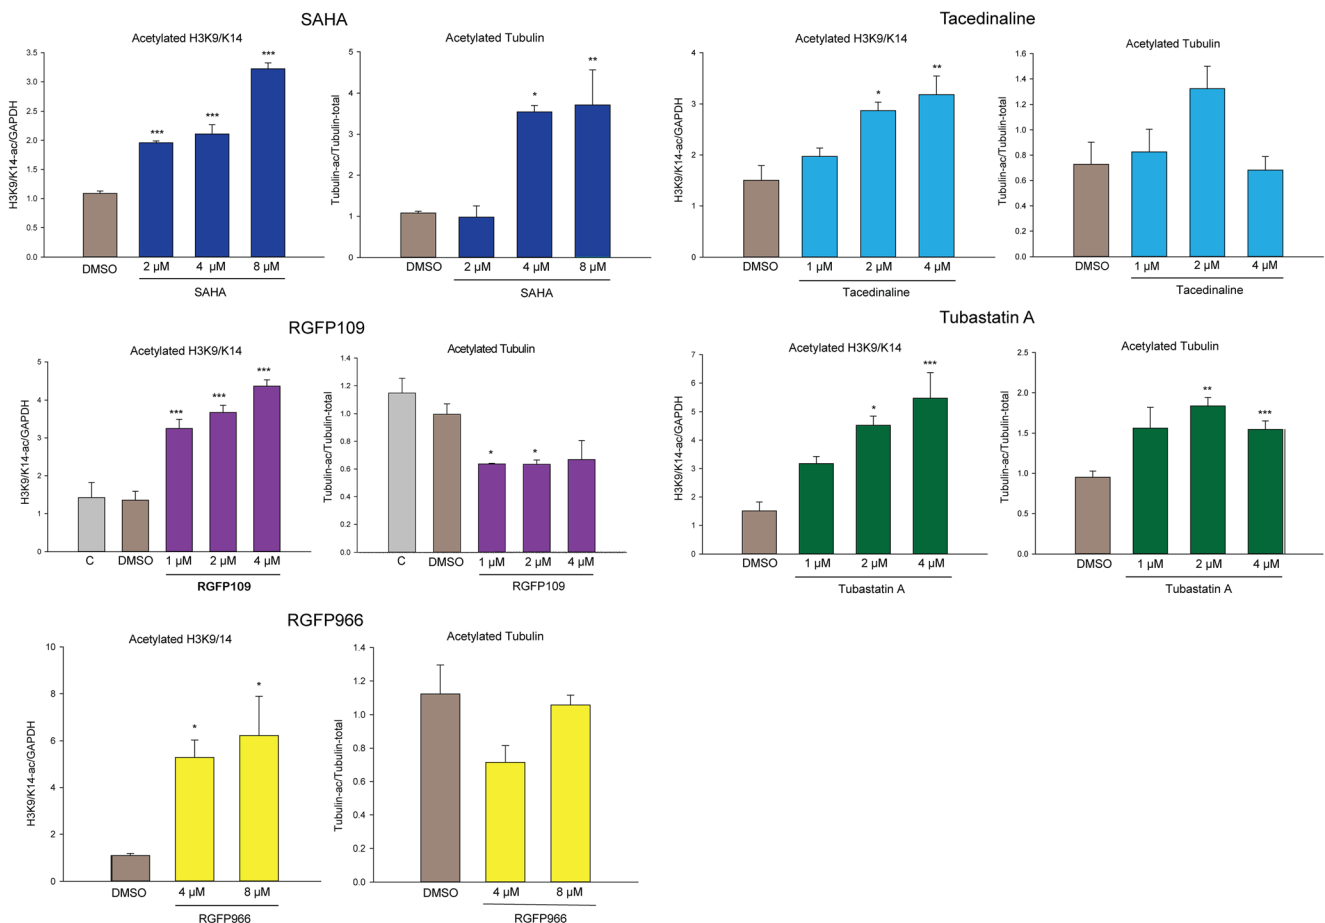 SAHA
Acetylated H3K9/K14
H3K9/K14-ac/GAPDH
3.5
3.0
2.5
2.0
1.5
1.0
0.5
0.0
***
***
***
DMSO
2 µM
4 µM
8 µM
SAHA
Acetylated Tubulin
Tubulin-ac/Tubulin-total
5
4
3
2
1
0
*
**
DMSO
2 µM
4 µM
8 µM
SAHA
Tacedinaline
Acetylated H3K9/K14
H3K9/K14-ac/GAPDH
4
3
2
1
0
*
**
DMSO
1 µM
2 µM
4 µM
Tacedinaline
Acetylated Tubulin
Tubulin-ac/Tubulin-total
1.6
1.4
1.2
1.0
0.8
0.6
0.4
0.2
0.0
DMSO
1 µM
2 µM
4 µM
Tacedinaline
RGFP109
Acetylated H3K9/K14
H3K9/K14-ac/GAPDH
5
4
3
2
1
0
***
***
***
C
DMSO
1 µM
2 µM
4 µM
RGFP109
Acetylated Tubulin
Tubulin-ac/Tubulin-total
1.4
1.2
1.0
0.8
0.6
0.4
0.2
0.0
*
*
C
DMSO
1 µM
2 µM
4 µM
RGFP109
Tubastatin A
Acetylated H3K9/K14
H3K9/K14-ac/GAPDH
7
6
5
4
3
2
1
0
*
***
DMSO
1 µM
2 µM
4 µM
Tubastatin A
Acetylated Tubulin
Tubulin-ac/Tubulin-total
2.5
2.0
1.5
1.0
0.5
0.0
**
***
DMSO
1 µM
2 µM
4 µM
Tubastatin A
RGFP966
Acetylated H3K9/14
H3K9/K14-ac/GAPDH
10
8
6
4
2
0
*
*
DMSO
4 µM
8 µM
RGFP966
Acetylated Tubulin
Tubulin-ac/Tubulin-total
1.4
1.2
1.0
0.8
0.6
0.4
0.2
0.0
DMSO
4 µM
8 µM
RGFP966